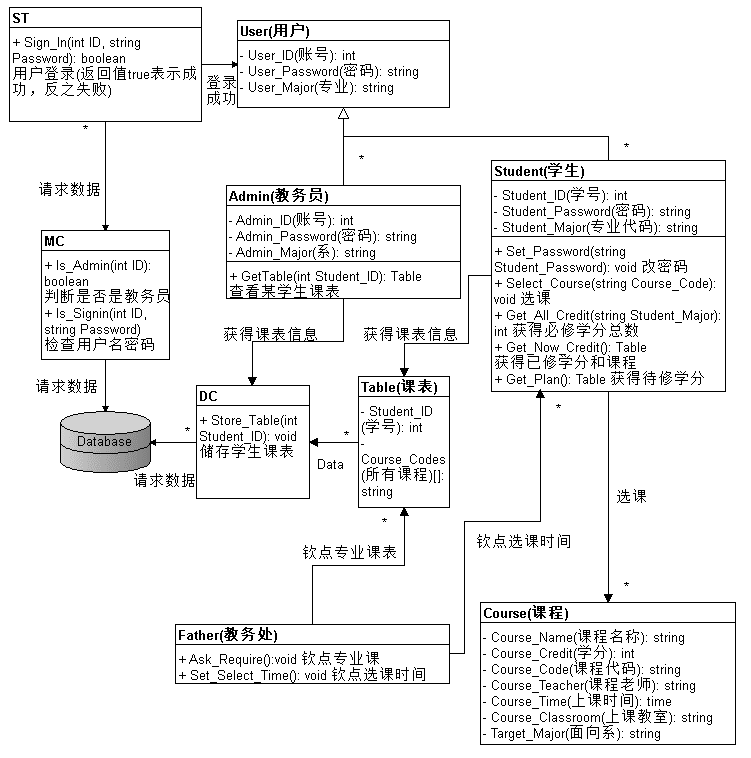 ST
+ Sign_In(int ID, string
Password): boolean
用户登录(返回值true表示成
功，反之失败)
User(用户)
- User_ID(账号): int
- User_Password(密码): string
- User_Major(专业): string
登录
成功
*
请求数据
*
*
Admin(教务员)
- Admin_ID(账号): int
- Admin_Password(密码): string
- Admin_Major(系): string
+ GetTable(int Student_ID): Table
查看某学生课表
Student(学生)
- Student_ID(学号): int
- Student_Password(密码): string
- Student_Major(专业代码): string
+ Set_Password(string
Student_Password): void 改密码
+ Select_Course(string Course_Code):
void 选课
+ Get_All_Credit(string Student_Major):
int 获得必修学分总数
+ Get_Now_Credit(): Table
获得已修学分和课程
+ Get_Plan(): Table 获得待修学分
MC
+ Is_Admin(int ID):
boolean
判断是否是教务员
+ Is_Signin(int ID,
string Password)
检查用户名密码
获得课表信息
获得课表信息
请求数据
Database
*
请求数据
DC
+ Store_Table(int
Student_ID): void
储存学生课表
*
Data
Table(课表)
- Student_ID
(学号): int
-
Course_Codes
(所有课程)[]:
string
*
*
选课
钦点专业课表
钦点选课时间
*
Father(教务处)
+ Ask_Require():void 钦点专业课
+ Set_Select_Time(): void 钦点选课时间
Course(课程)
- Course_Name(课程名称): string
- Course_Credit(学分): int
- Course_Code(课程代码): string
- Course_Teacher(课程老师): string
- Course_Time(上课时间): time
- Course_Classroom(上课教室): string
- Target_Major(面向系): string